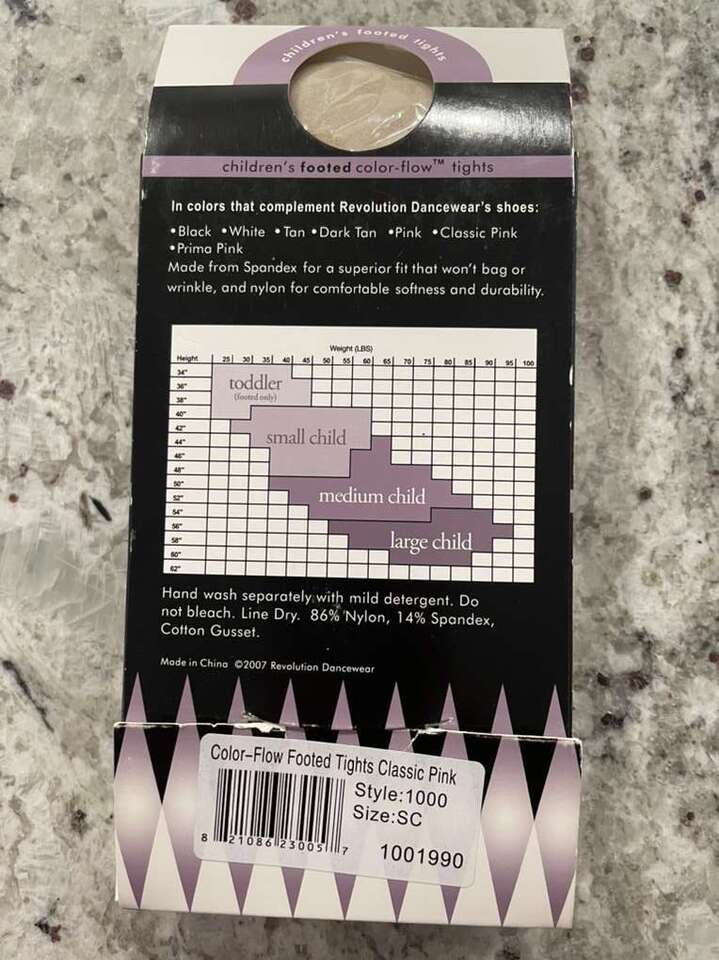 children's footed tights
children's footed color-flow™ tights
In colors that complement Revolution Dancewear's shoes:
•Black •White •Tan •Dark Tan •Pink •Classic Pink
•Prima Pink
Made from Spandex for a superior fit that won't bag or
wrinkle, and nylon for comfortable softness and durability.
Weight (LBS)
Height 25 30 35 40 45 50 55 60 65 70 75 80 85 90 95 100
34"
36"
38"
40"
42"
44"
46"
48"
50"
52"
54"
56"
58"
60"
62"
toddler
(footed only)
small child
medium child
large child
Hand wash separately with mild detergent. Do
not bleach. Line Dry. 86% Nylon, 14% Spandex,
Cotton Gusset.
Made in China ©2007 Revolution Dancewear
Color-Flow Footed Tights Classic Pink
Style:1000
Size:SC
8 21086 23005 7
1001990